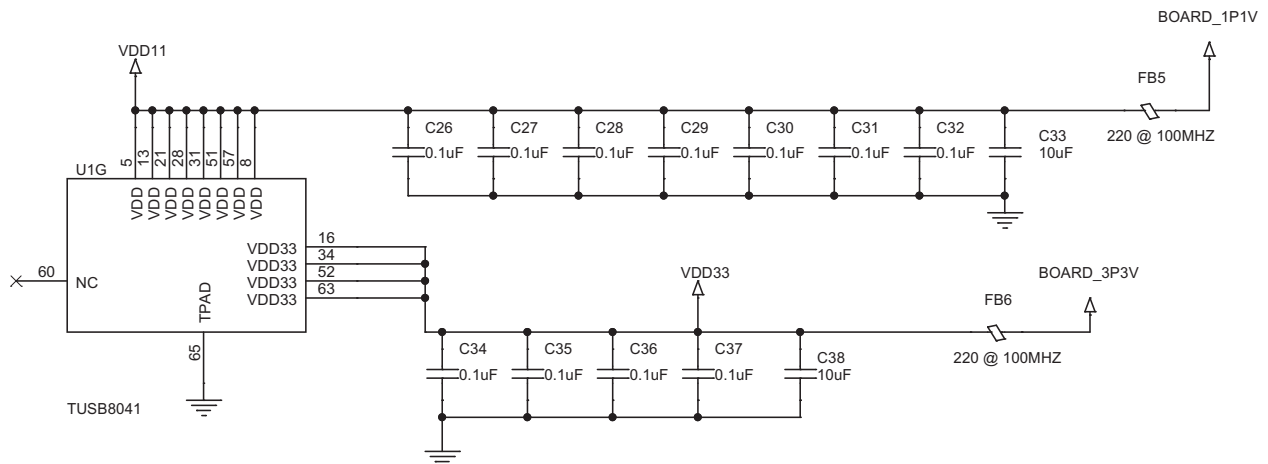 BOARD_1P1V
VDD11
FB5
220 @ 100MHZ
C26
0.1uF
C27
0.1uF
C28
0.1uF
C29
0.1uF
C30
0.1uF
C31
0.1uF
C32
0.1uF
C33
10uF
5
13
21
28
31
51
57
8
U1G
VDD
VDD
VDD
VDD
VDD
VDD
VDD
VDD
VDD33
16
VDD33
34
VDD33
52
VDD33
63
60
NC
TPAD
65
TUSB8041
VDD33
BOARD_3P3V
FB6
220 @ 100MHZ
C34
0.1uF
C35
0.1uF
C36
0.1uF
C37
0.1uF
C38
10uF